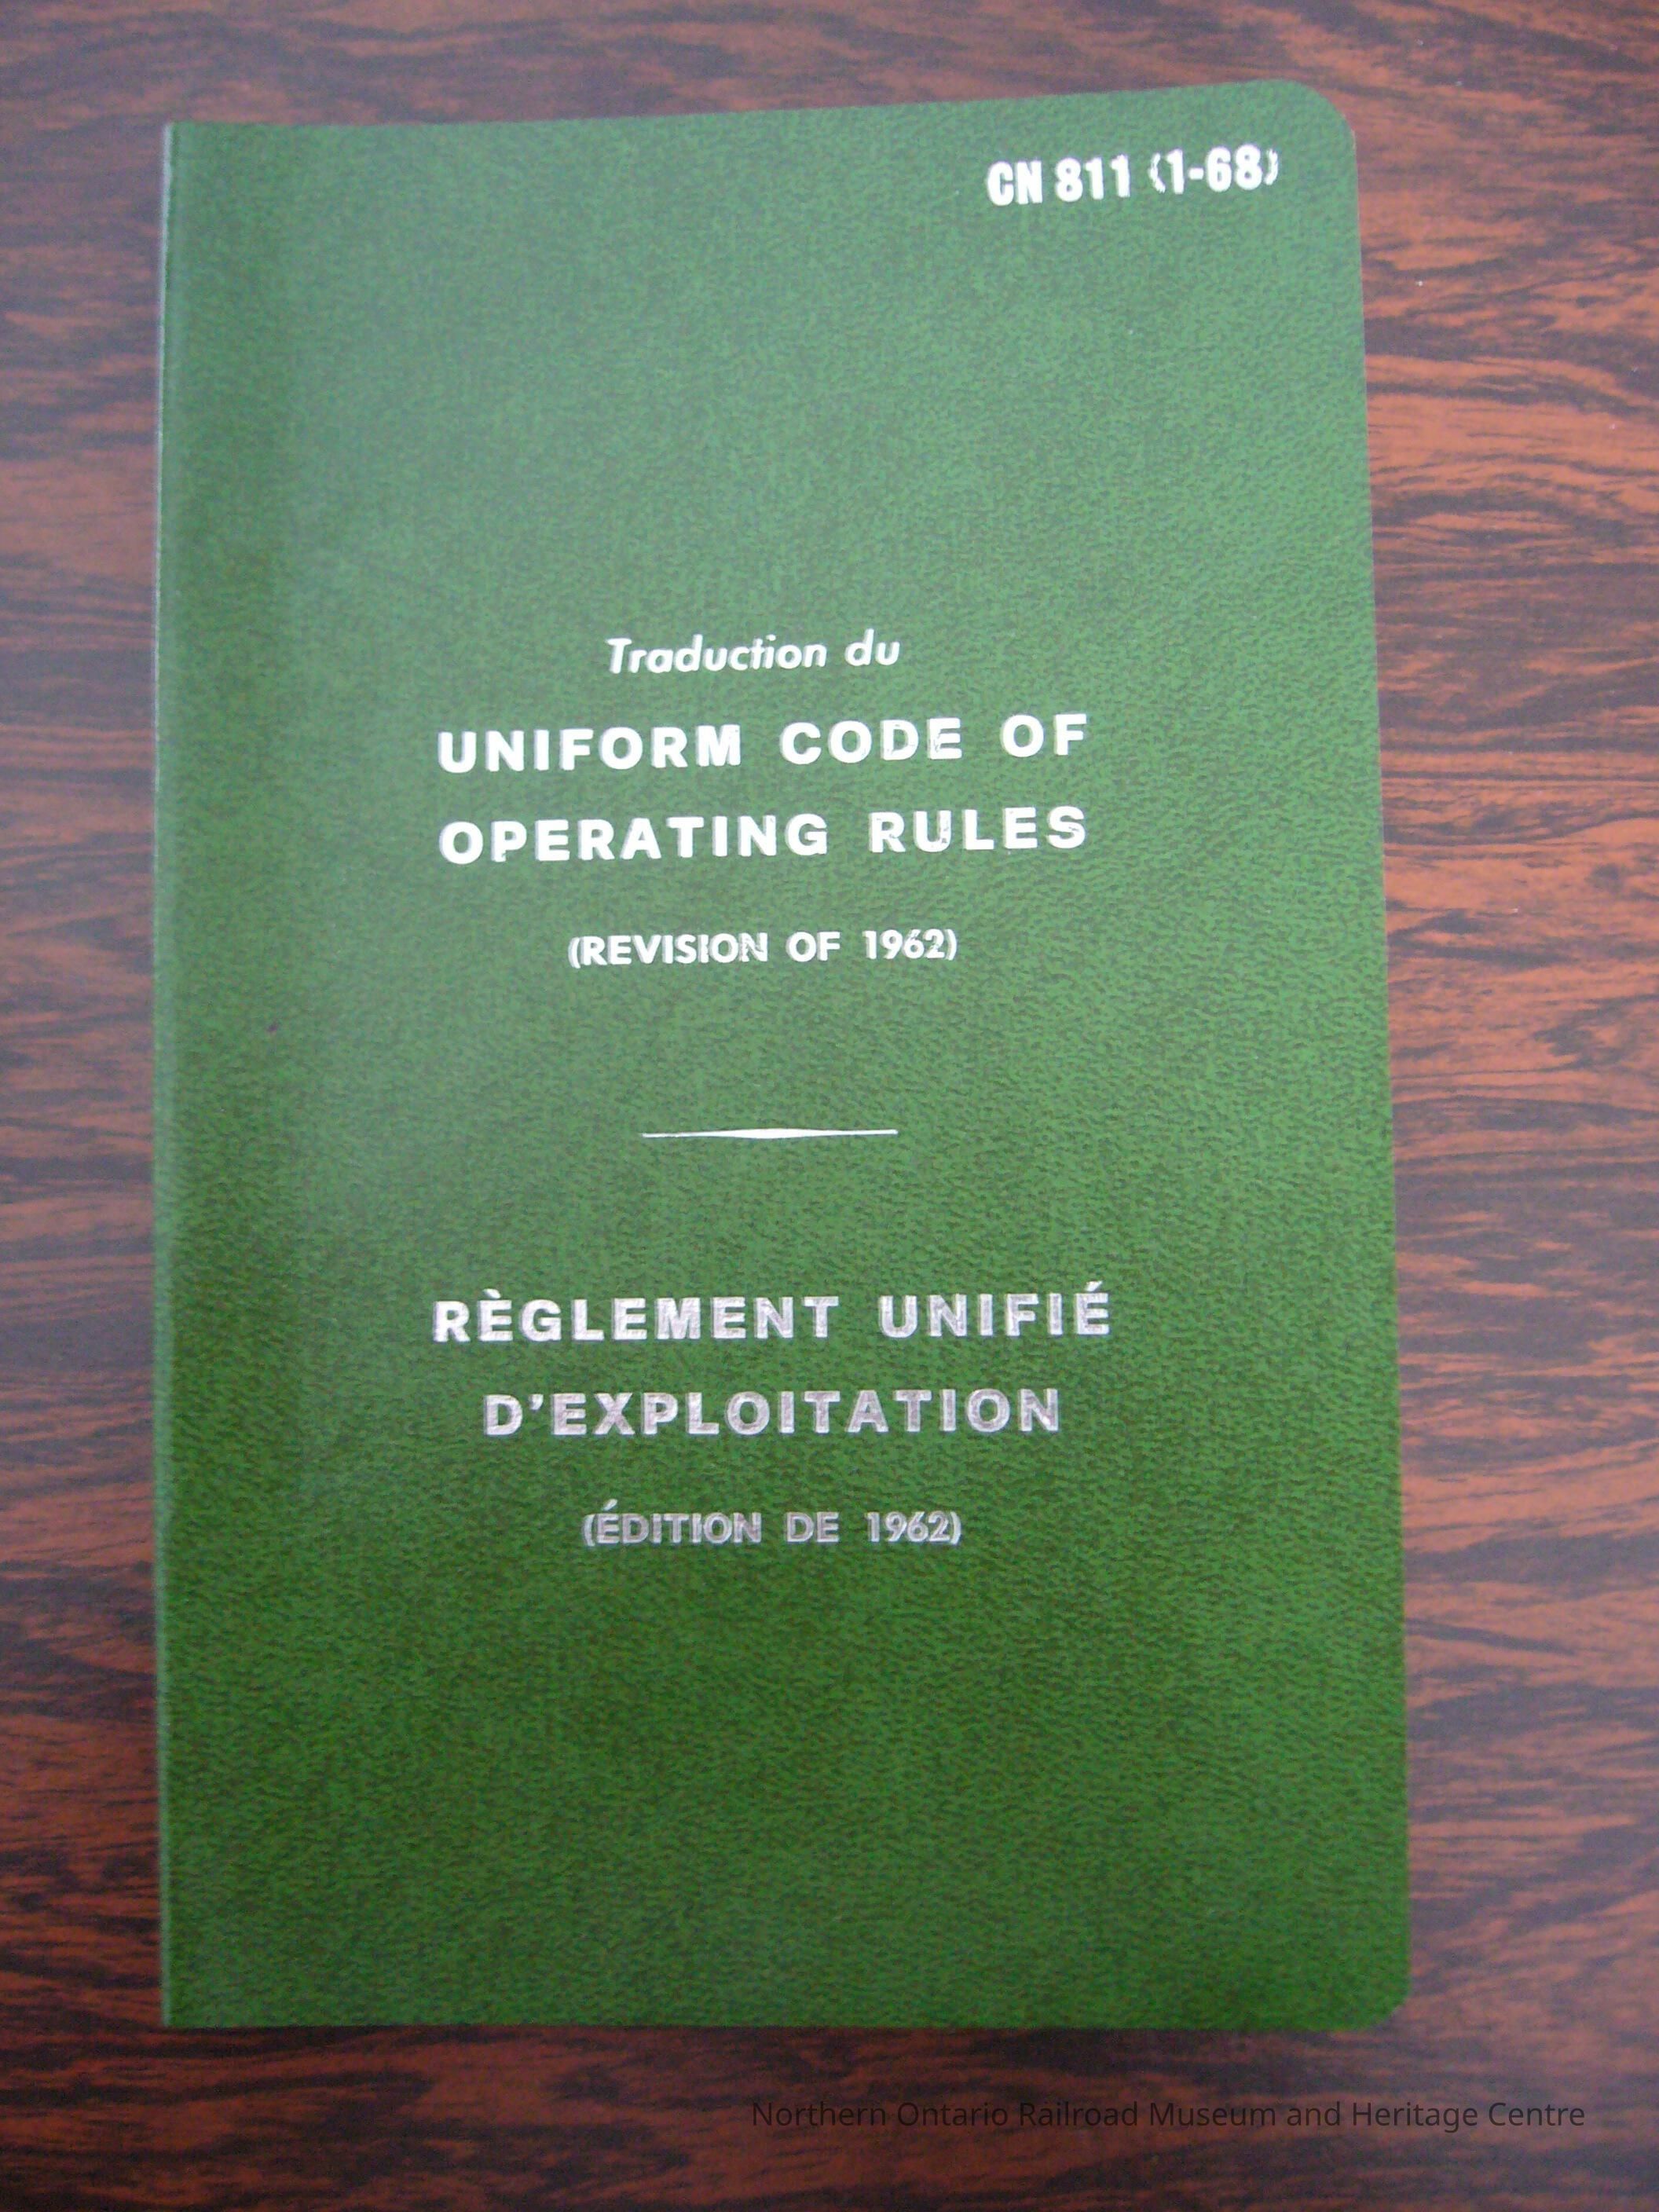 CN 811 (1-68)
Traduction du
UNIFORM CODE OF
OPERATING RULES
(REVISION OF 1962)
RÈGLEMENT UNIFIÉ
D'EXPLOITATION
(ÉDITION DE 1962)
Northern Ontario Railroad Museum and Heritage Centre